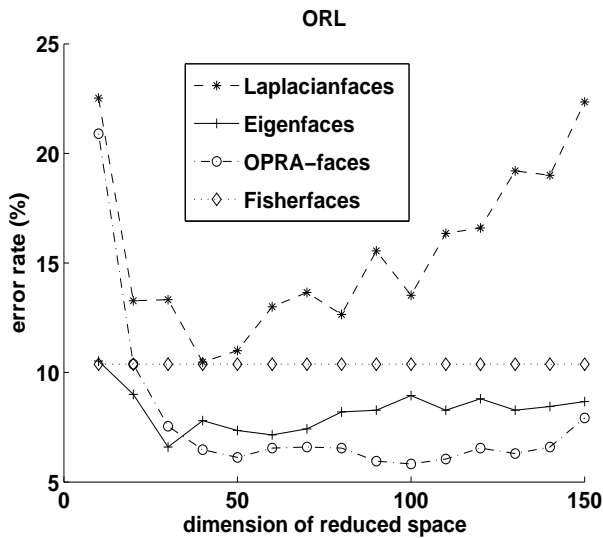 ORL
25
20
15
10
5
error rate (%)
Laplacianfaces
Eigenfaces
OPRA-faces
Fisherfaces
0
50
100
150
dimension of reduced space